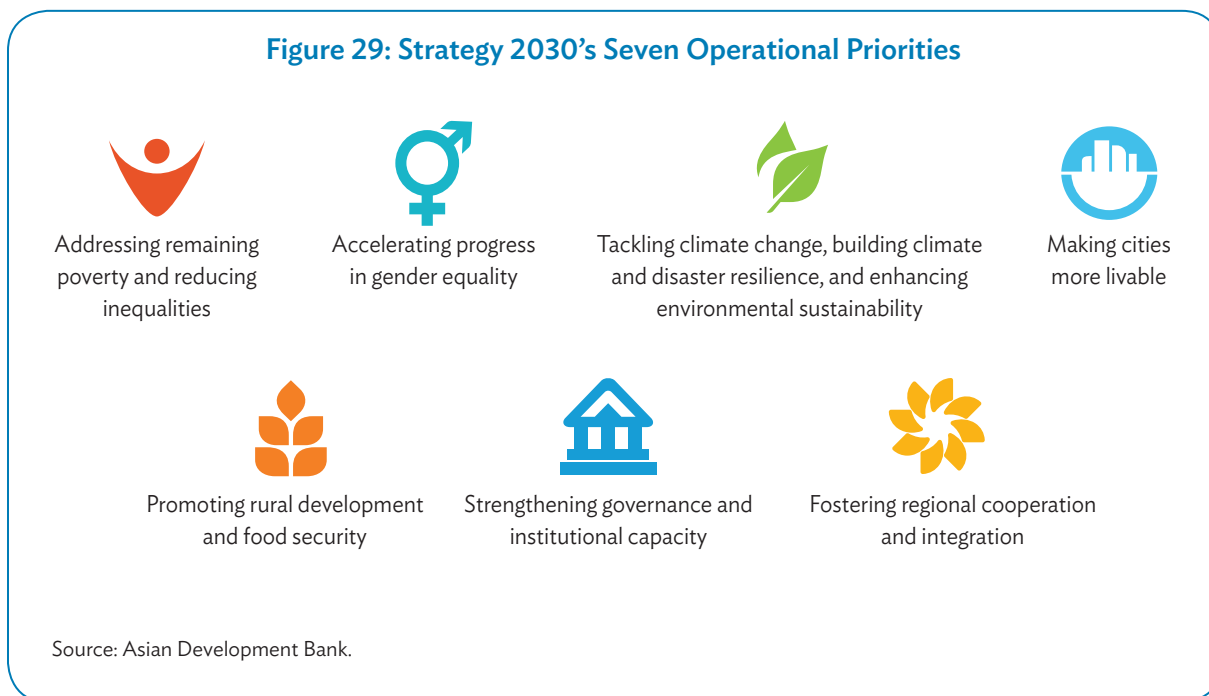 Figure 29: Strategy 2030's Seven Operational Priorities
Addressing remaining
poverty and reducing
inequalities
Accelerating progress
in gender equality
Tackling climate change, building climate
and disaster resilience, and enhancing
environmental sustainability
Making cities
more livable
Promoting rural development
and food security
Strengthening governance and
institutional capacity
Fostering regional cooperation
and integration
Source: Asian Development Bank.